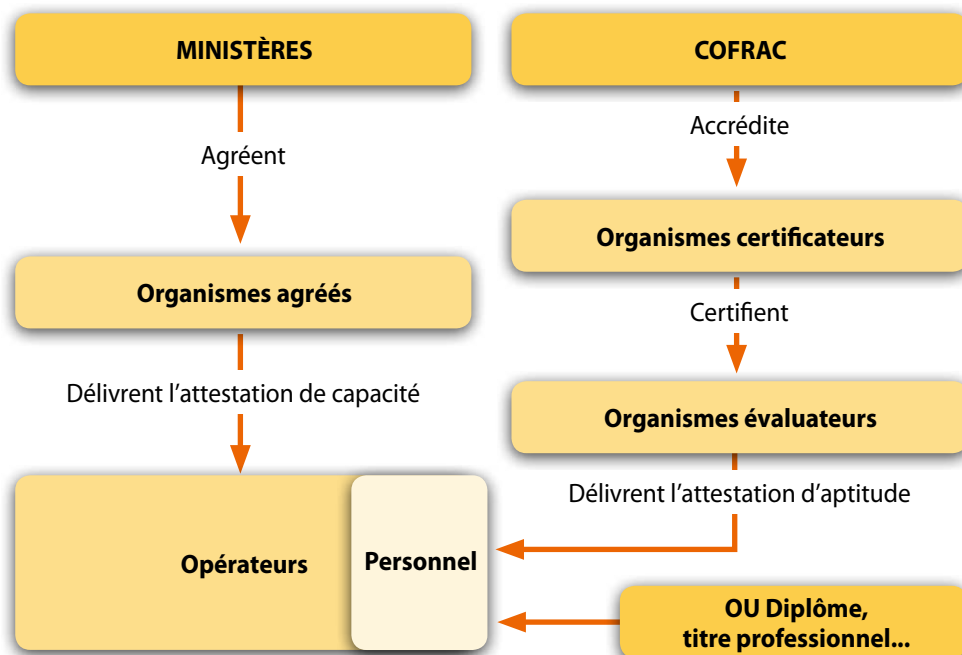 MINISTÈRES
Agréent
Organismes agréés
Délivrent l'attestation de capacité
Opérateurs
Personnel
COFRAC
Accrédite
Organismes certificateurs
Certifient
Organismes évaluateurs
Délivrent l'attestation d'aptitude
OU Diplôme,
titre professionnel...